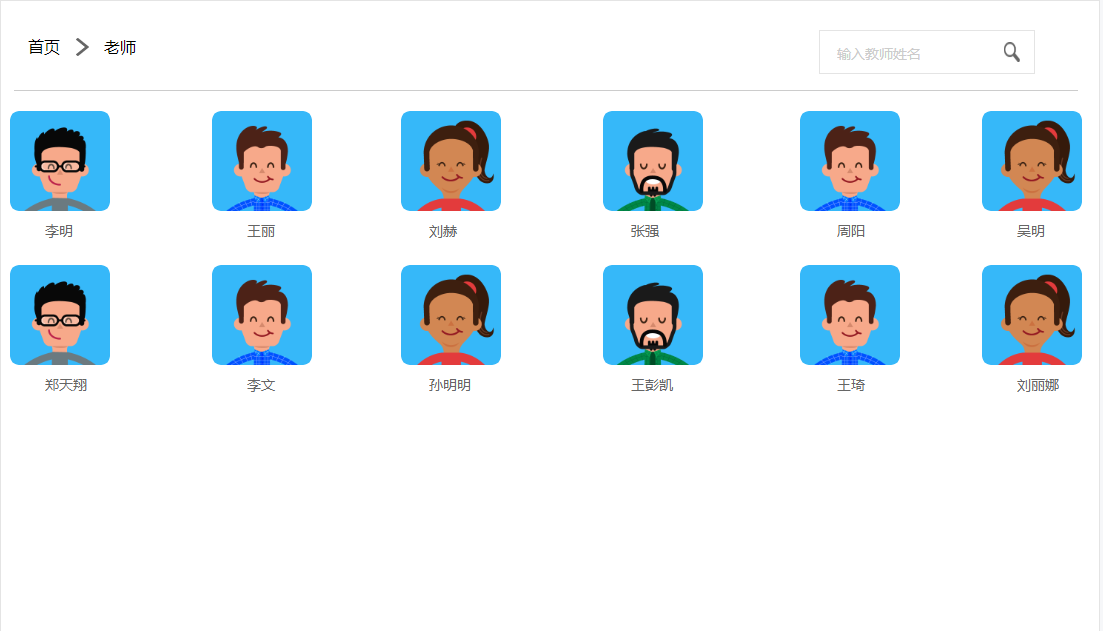 首页 老师
输入教师姓名
李明 王丽 刘赫 张强 周阳 吴明
郑天翔 李文 孙明明 王彭凯 王琦 刘丽娜